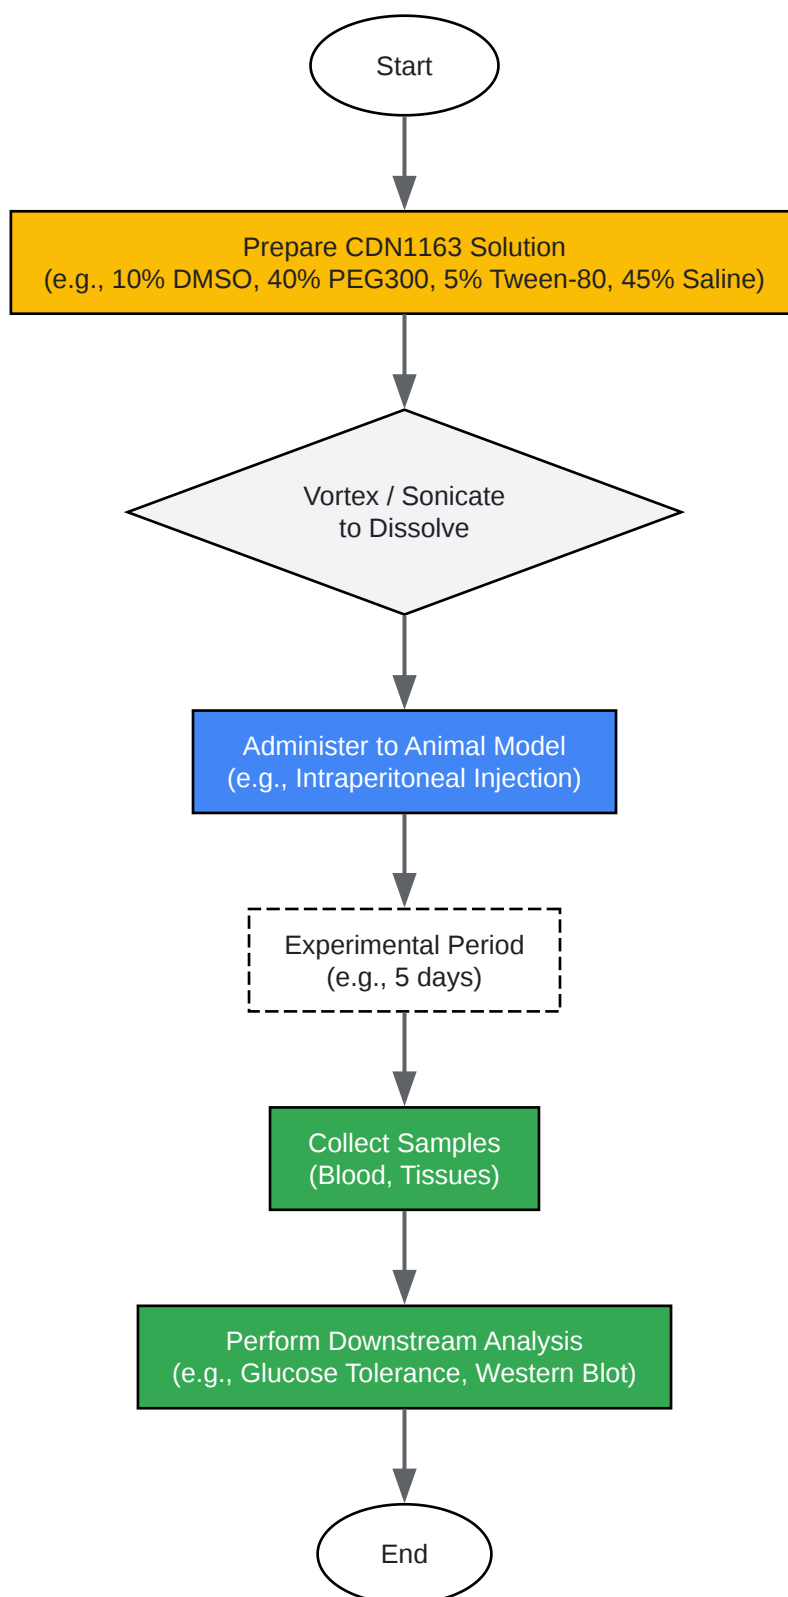 Start
Prepare CDN1163 Solution
(e.g., 10% DMSO, 40% PEG300, 5% Tween-80, 45% Saline)
Vortex / Sonicate
to Dissolve
Administer to Animal Model
(e.g., Intraperitoneal Injection)
Experimental Period
(e.g., 5 days)
Collect Samples
(Blood, Tissues)
Perform Downstream Analysis
(e.g., Glucose Tolerance, Western Blot)
End